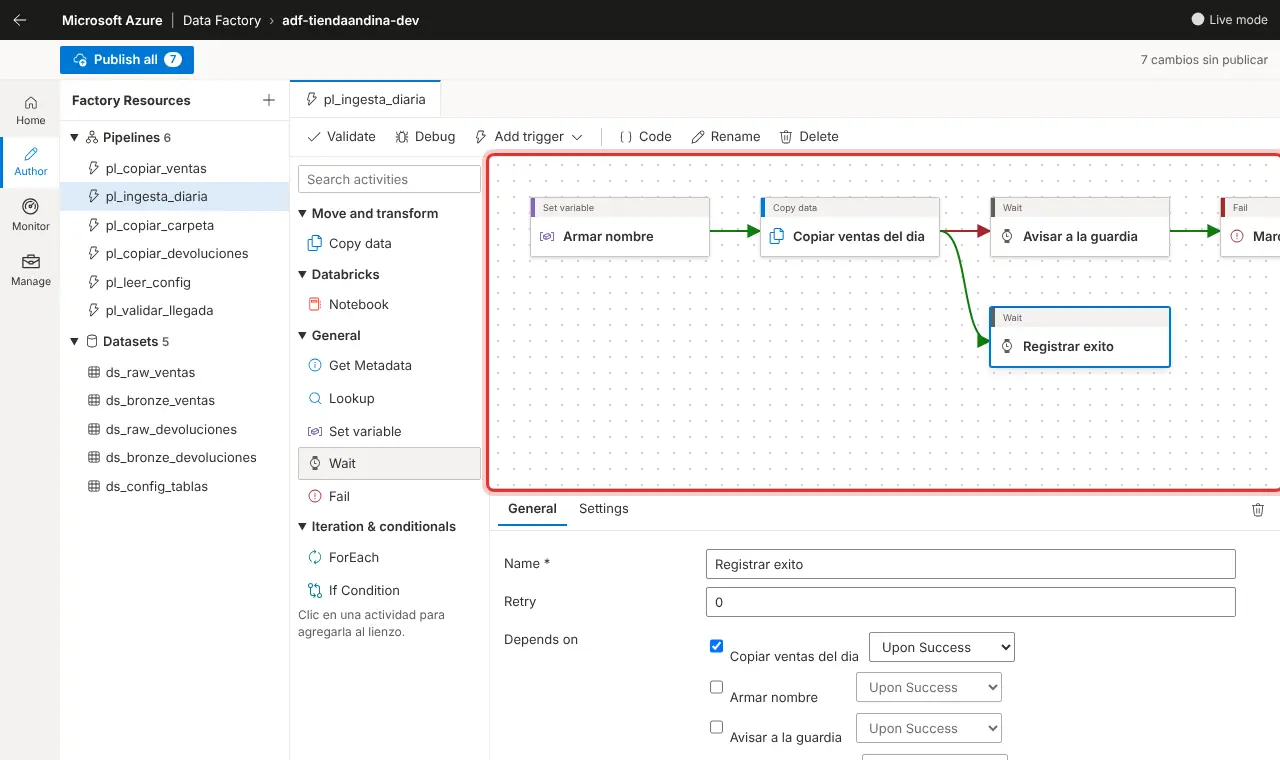 Microsoft Azure | Data Factory › adf-tiendaandina-dev
Live mode
Publish all 7
7 cambios sin publicar
Home
Author
Monitor
Manage
Factory Resources
Pipelines 6
pl_copiar_ventas
pl_ingesta_diaria
pl_copiar_carpeta
pl_copiar_devoluciones
pl_leer_config
pl_validar_llegada
Datasets 5
ds_raw_ventas
ds_bronze_ventas
ds_raw_devoluciones
ds_bronze_devoluciones
ds_config_tablas
pl_ingesta_diaria
Validate
Debug
Add trigger
Code
Rename
Delete
Search activities
Move and transform
Copy data
Databricks
Notebook
General
Get Metadata
Lookup
Set variable
Wait
Fail
Iteration & conditionals
ForEach
If Condition
Clic en una actividad para
agregarla al lienzo.
Set variable
Armar nombre
Copy data
Copiar ventas del dia
Wait
Avisar a la guardia
Fail
Marc
Wait
Registrar exito
General
Settings
Name *
Registrar exito
Retry
0
Depends on
Copiar ventas del dia
Upon Success
Armar nombre
Upon Success
Avisar a la guardia
Upon Success